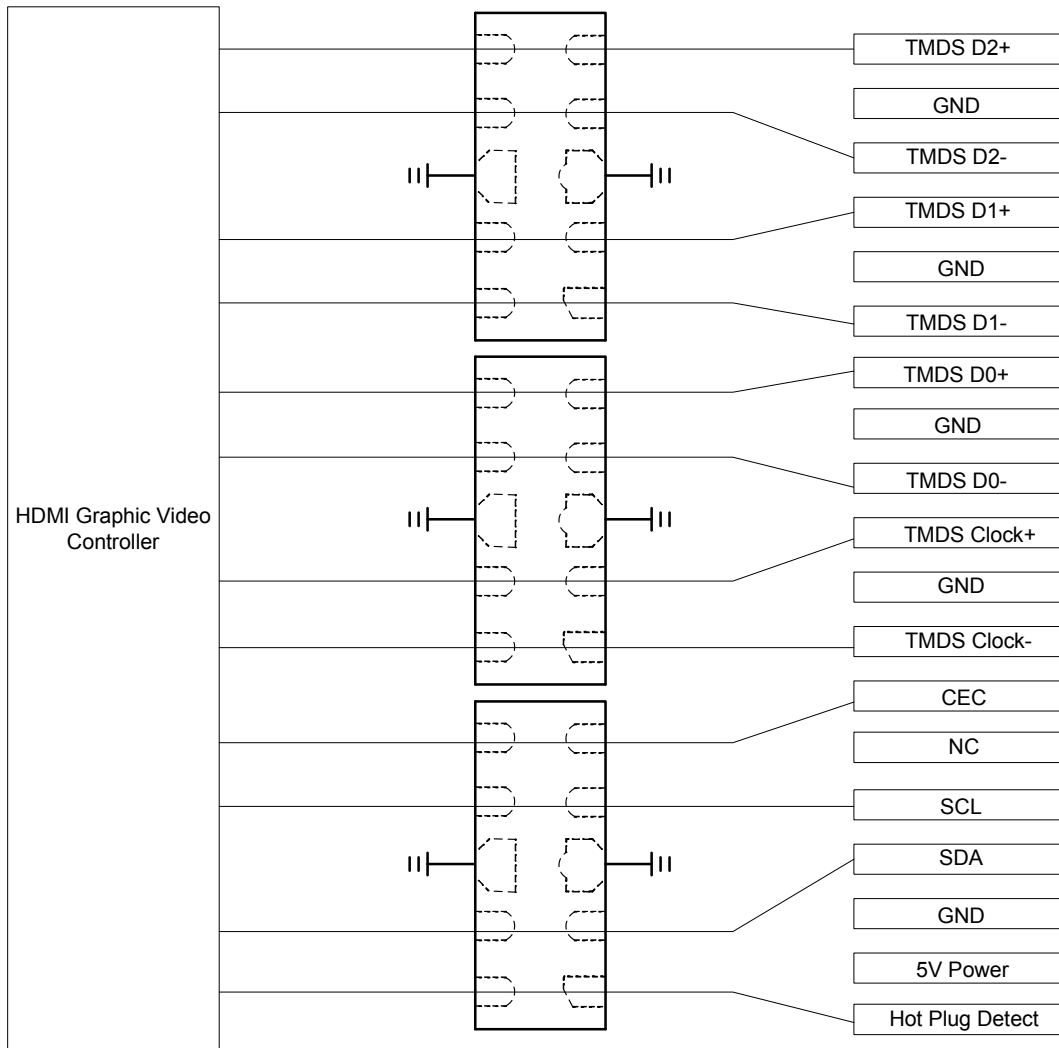 HDMI Graphic Video
Controller
TMDS D2+
GND
TMDS D2-
TMDS D1+
GND
TMDS D1-
TMDS D0+
GND
TMDS D0-
TMDS Clock+
GND
TMDS Clock-
CEC
NC
SCL
SDA
GND
5V Power
Hot Plug Detect